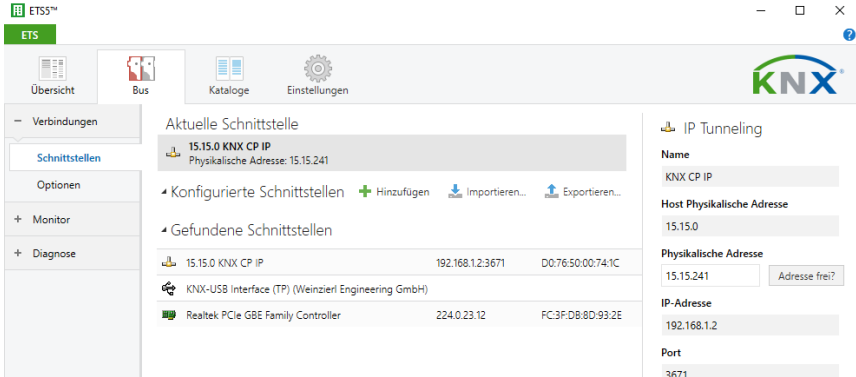 ETS5™
ETS
Übersicht
Bus
Kataloge
Einstellungen
KNX
Verbindungen
Schnittstellen
Optionen
Monitor
Diagnose
Aktuelle Schnittstelle
15.15.0 KNX CP IP
Physikalische Adresse: 15.15.241
Konfigurierte Schnittstellen Hinzufügen Importieren... Exportieren...
Gefundene Schnittstellen
15.15.0 KNX CP IP 192.168.1.2:3671 D0:76:50:00:74:1C
KNX-USB Interface (TP) (Weinzierl Engineering GmbH)
Realtek PCIe GBE Family Controller 224.0.23.12 FC:3F:DB:8D:93:2E
IP Tunneling
Name
KNX CP IP
Host Physikalische Adresse
15.15.0
Physikalische Adresse
15.15.241 Adresse frei?
IP-Adresse
192.168.1.2
Port
3671